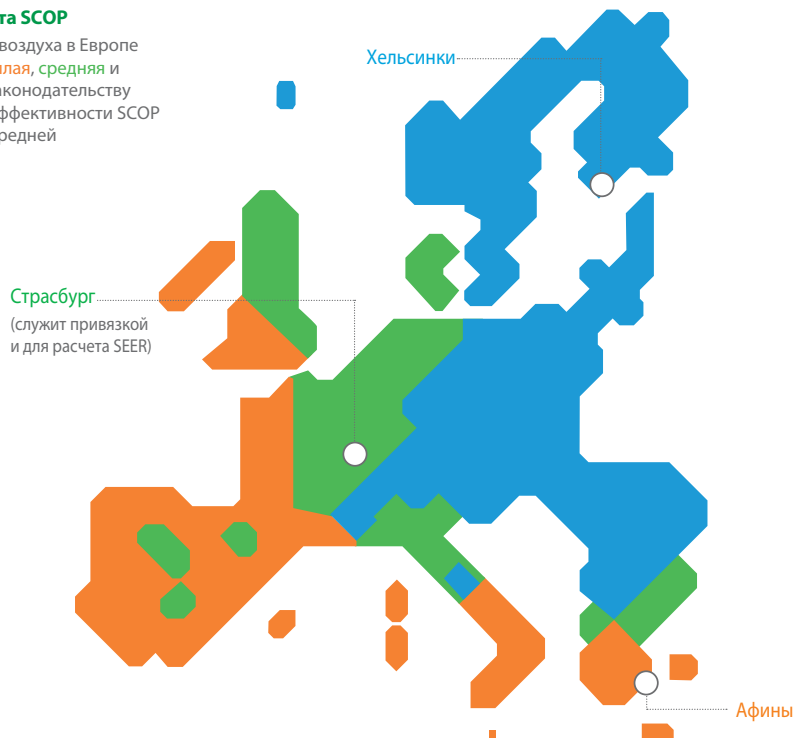 та SCOP
воздуха в Европе
лая, средняя и
аконодательству
ффективности SCOP
редней
Хельсинки
Страсбург
(служит привязкой
и для расчета SEER)
Афины